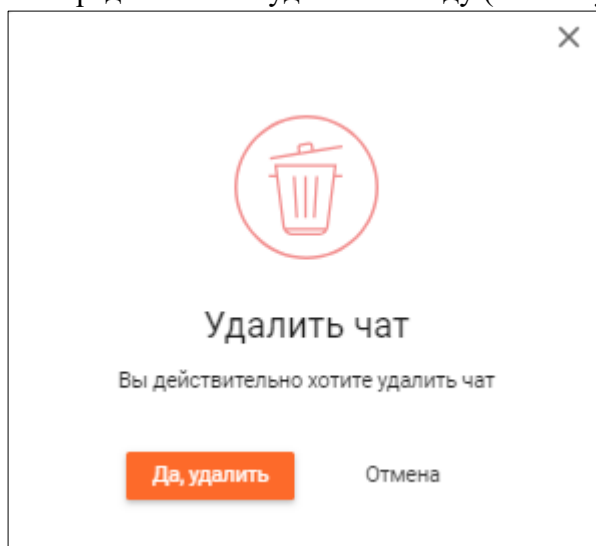 Удалить чат
Вы действительно хотите удалить чат
Да, удалить
Отмена